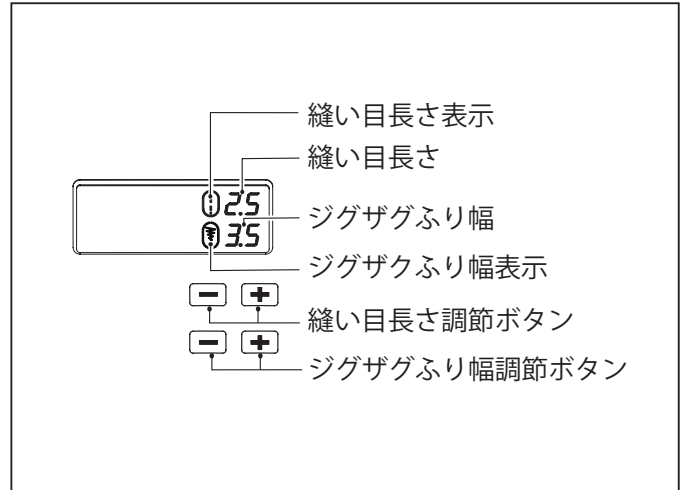 縫い目長さ表示
縫い目長さ
2.5
ジグザグふり幅
3.5
ジグザクふり幅表示
縫い目長さ調節ボタン
ジグザグふり幅調節ボタン